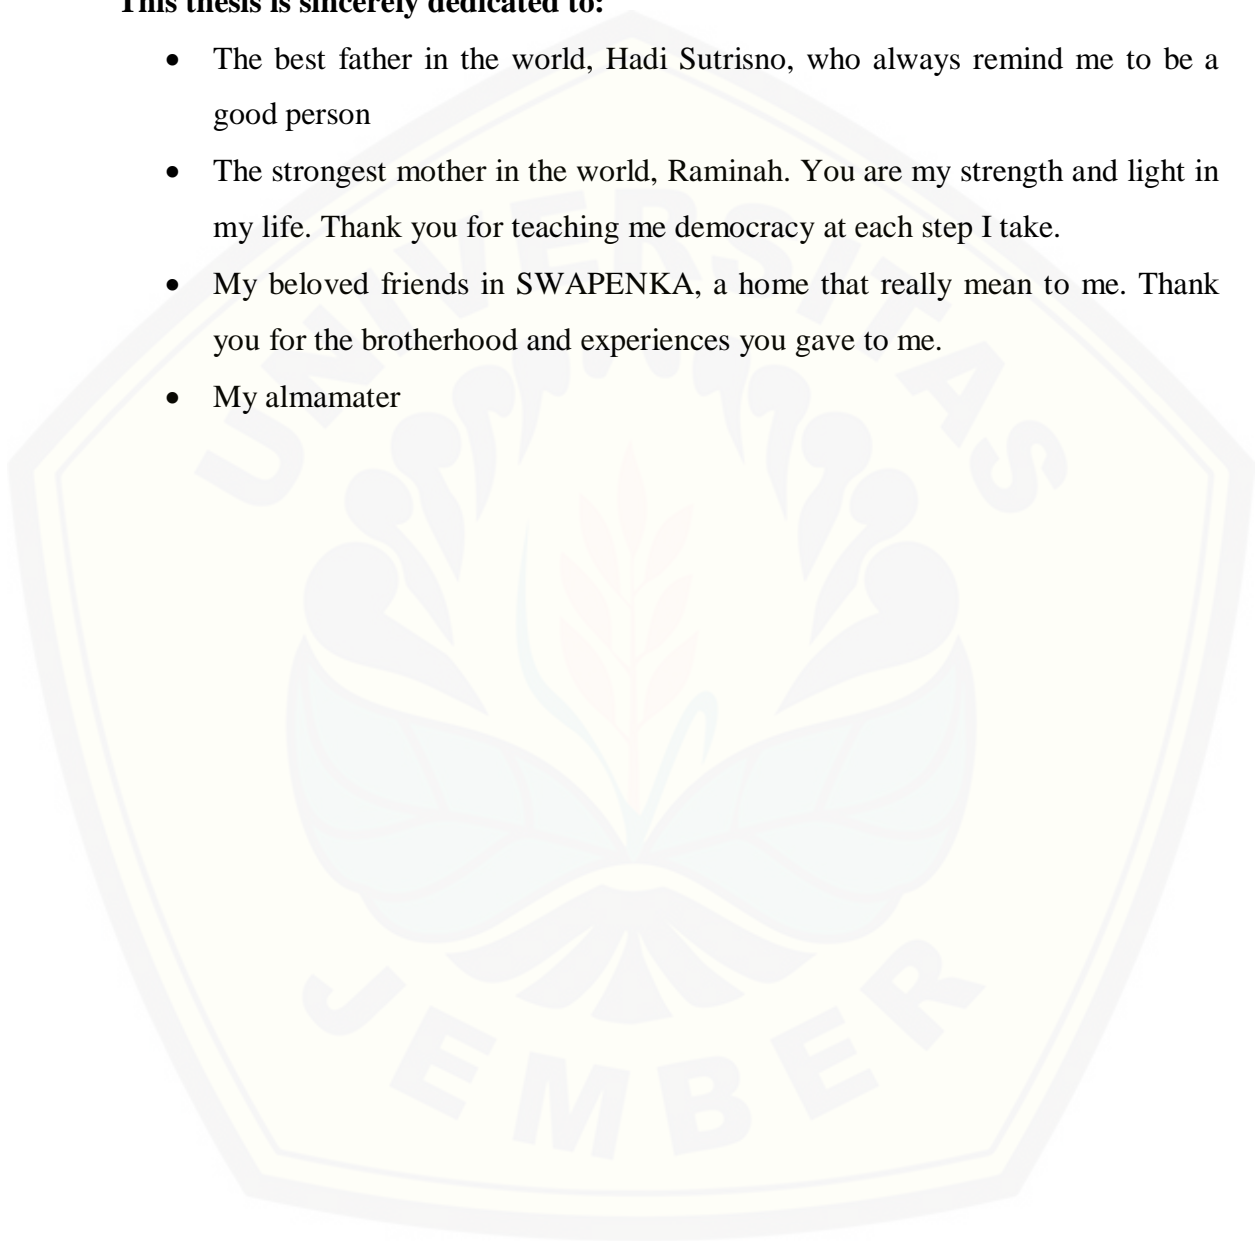 This thesis is sincerely dedicated to:
• The best father in the world, Hadi Sutrisno, who always remind me to be a
good person
• The strongest mother in the world, Raminah. You are my strength and light in
my life. Thank you for teaching me democracy at each step I take.
• My beloved friends in SWAPENKA, a home that really mean to me. Thank
you for the brotherhood and experiences you gave to me.
• My almamater
UNIVERSITAS
JEMBER